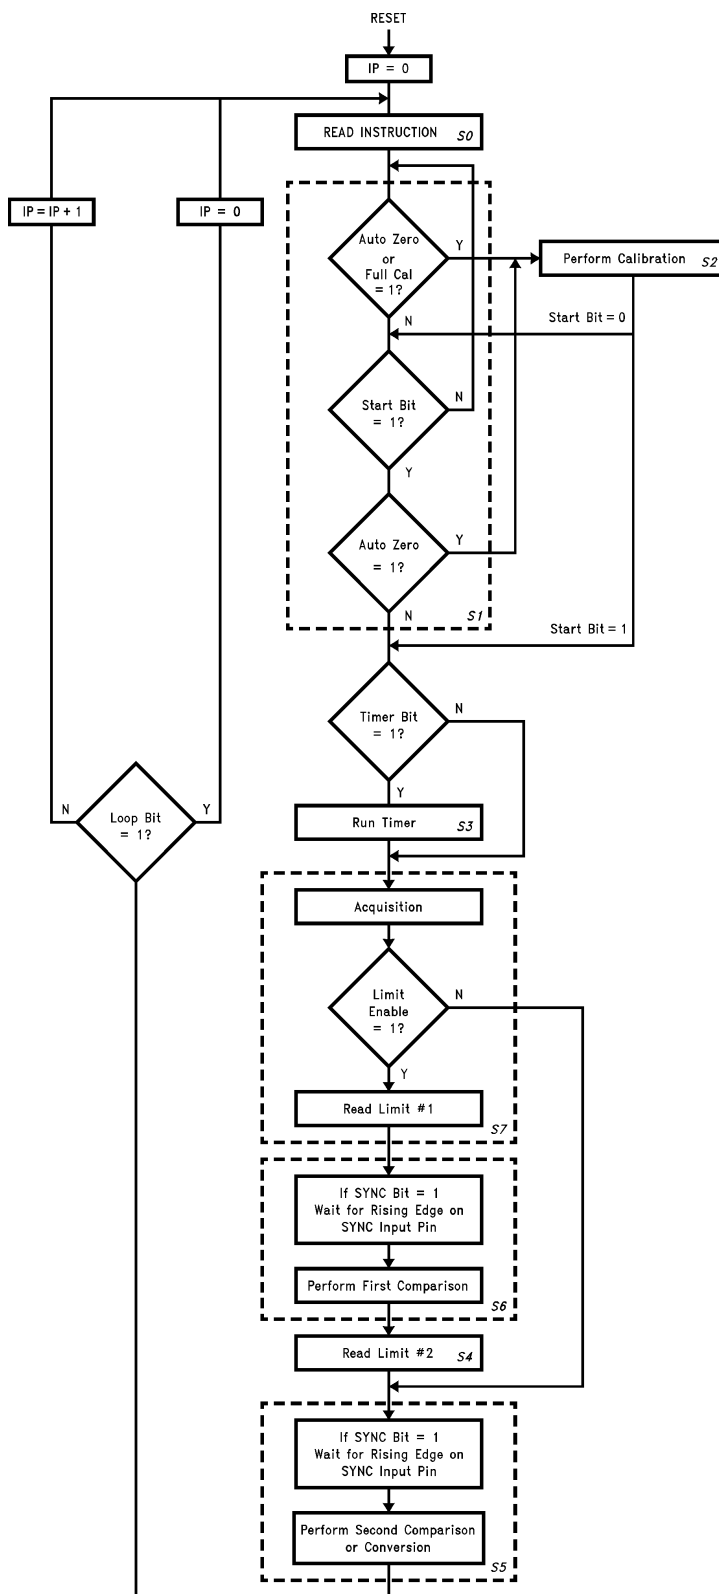 RESET
IP = 0
READ INSTRUCTION S0
IP = IP + 1
IP = 0
Auto Zero
or
Full Cal
= 1?
Y
N
Perform Calibration S2
Start Bit = 0
Start Bit
= 1?
N
Y
Auto Zero
= 1?
Y
N
S1
Start Bit = 1
Timer Bit
= 1?
N
Y
Run Timer S3
Loop Bit
= 1?
N
Y
Acquisition
Limit
Enable
= 1?
N
Y
Read Limit #1
S7
If SYNC Bit = 1
Wait for Rising Edge on
SYNC Input Pin
Perform First Comparison
S6
Read Limit #2 S4
If SYNC Bit = 1
Wait for Rising Edge on
SYNC Input Pin
Perform Second Comparison
or Conversion
S5